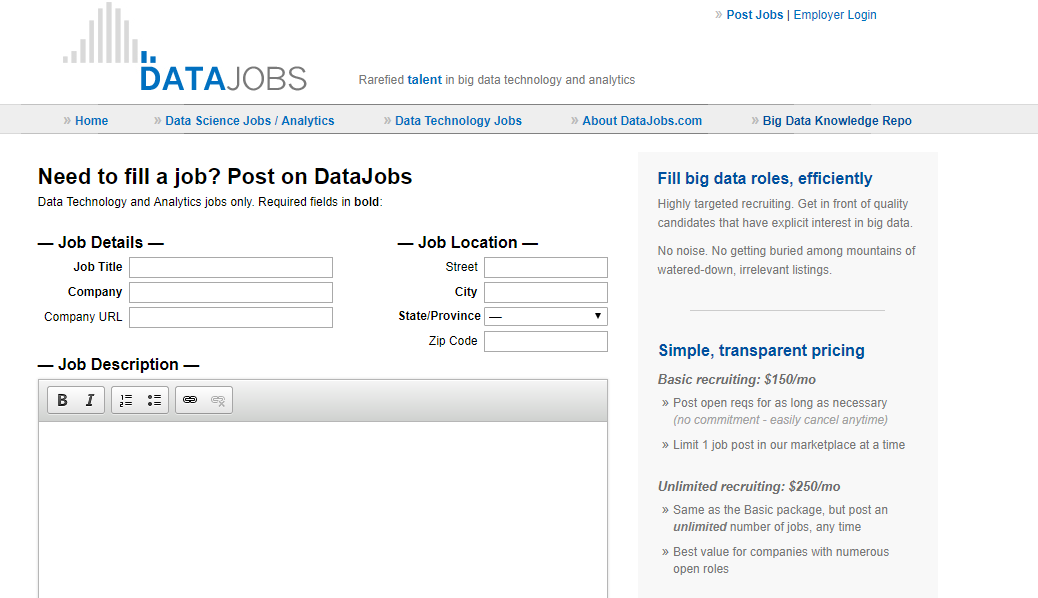 » Post Jobs | Employer Login
DATAJOBS
Rarefied talent in big data technology and analytics
» Home » Data Science Jobs / Analytics » Data Technology Jobs » About DataJobs.com » Big Data Knowledge Repo
Need to fill a job? Post on DataJobs
Data Technology and Analytics jobs only. Required fields in bold:
— Job Details —
Job Title
Company
Company URL
— Job Location —
Street
City
State/Province —
Zip Code
— Job Description —
B I
Fill big data roles, efficiently
Highly targeted recruiting. Get in front of quality
candidates that have explicit interest in big data.
No noise. No getting buried among mountains of
watered-down, irrelevant listings.
Simple, transparent pricing
Basic recruiting: $150/mo
» Post open reqs for as long as necessary
(no commitment - easily cancel anytime)
» Limit 1 job post in our marketplace at a time
Unlimited recruiting: $250/mo
» Same as the Basic package, but post an
unlimited number of jobs, any time
» Best value for companies with numerous
open roles